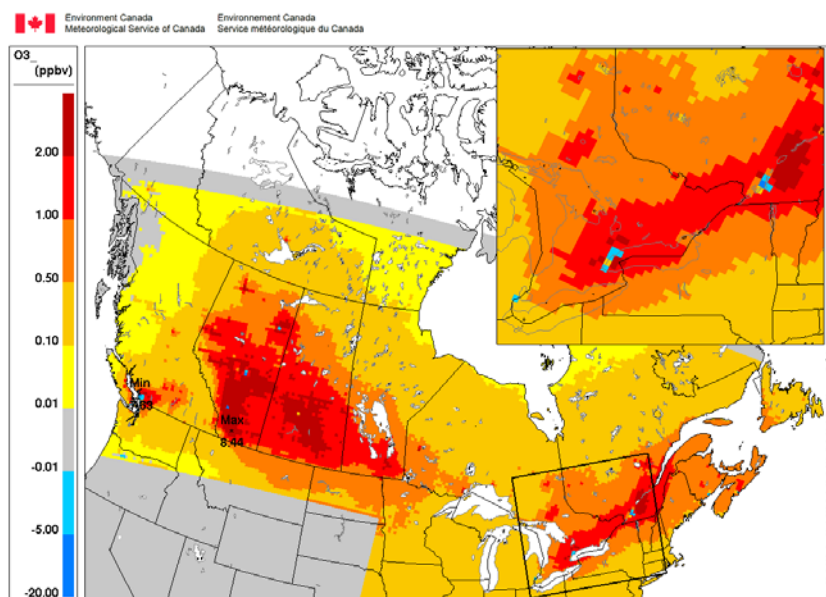 Environment Canada
Meteorological Service of Canada
Environnement Canada
Service météorologique du Canada
O3_
(ppbv)
2.00
1.00
0.50
0.10
0.01
-0.01
-5.00
-20.00
Min
Max
8.44